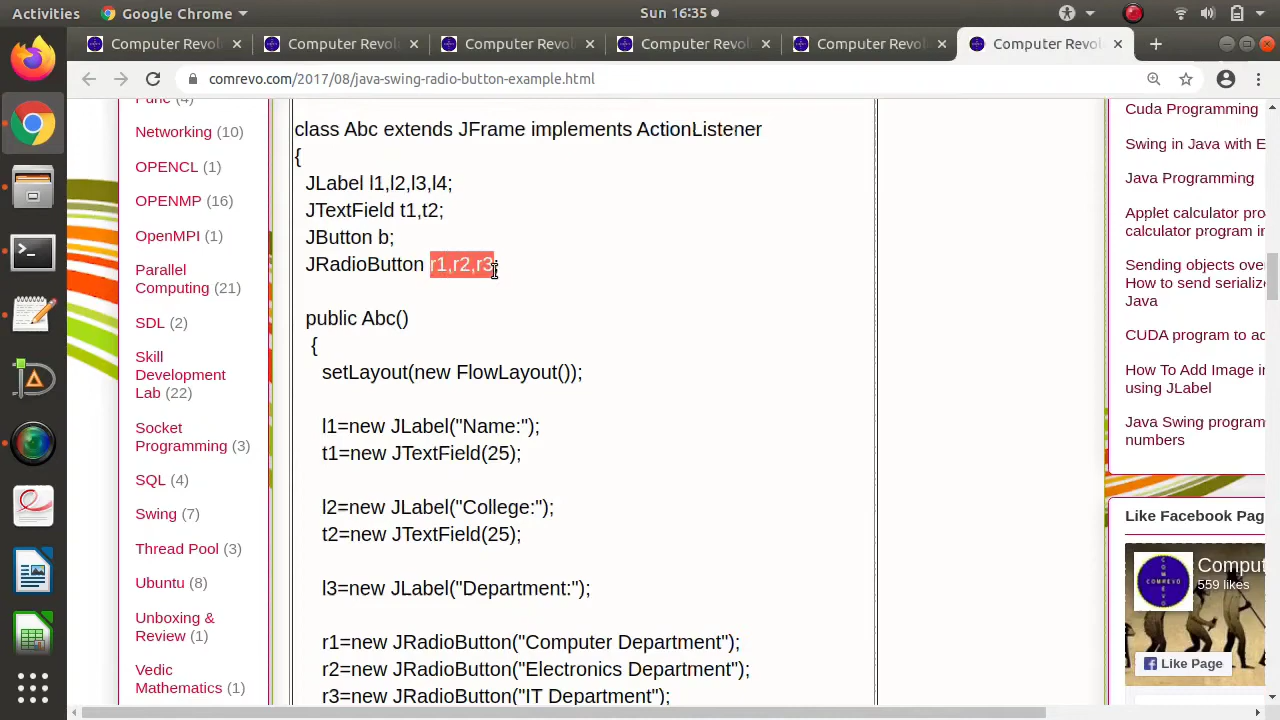 Activities
Google Chrome
Sun 16:35
Computer Revol
Computer Revol
Computer Revol
Computer Revol
Computer Revol
Computer Revol
comrevo.com/2017/08/java-swing-radio-button-example.html
Func (4)
Networking (10)
OPENCL (1)
OPENMP (16)
OpenMPI (1)
Parallel
Computing (21)
SDL (2)
Skill
Development
Lab (22)
Socket
Programming (3)
SQL (4)
Swing (7)
Thread Pool (3)
Ubuntu (8)
Unboxing &
Review (1)
Vedic
Mathematics (1)
class Abc extends JFrame implements ActionListener
{
JLabel l1,l2,l3,l4;
JTextField t1,t2;
JButton b;
JRadioButton r1,r2,r3;
public Abc()
{
setLayout(new FlowLayout());
l1=new JLabel("Name:");
t1=new JTextField(25);
l2=new JLabel("College:");
t2=new JTextField(25);
l3=new JLabel("Department:");
r1=new JRadioButton("Computer Department");
r2=new JRadioButton("Electronics Department");
r3=new JRadioButton("IT Department");
Cuda Programming
Swing in Java with E
Java Programming
Applet calculator pro
calculator program in
Sending objects ove
How to send serialize
Java
CUDA program to ad
How To Add Image in
using JLabel
Java Swing program
numbers
Like Facebook Pag
COMREVO
Comput
559 likes
Like Page